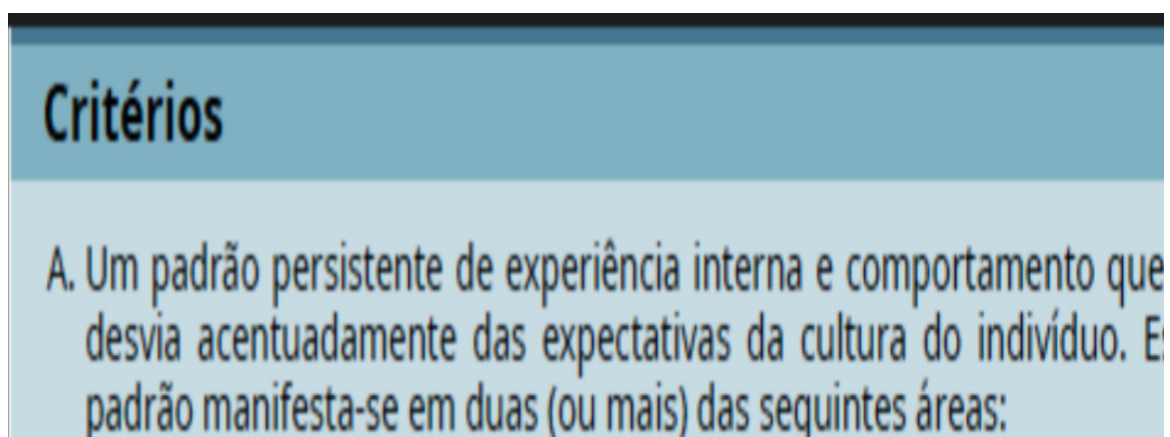 Critérios
A. Um padrão persistente de experiência interna e comportamento que
desvia acentuadamente das expectativas da cultura do indivíduo.
padrão manifesta-se em duas (ou mais) das seguintes áreas: